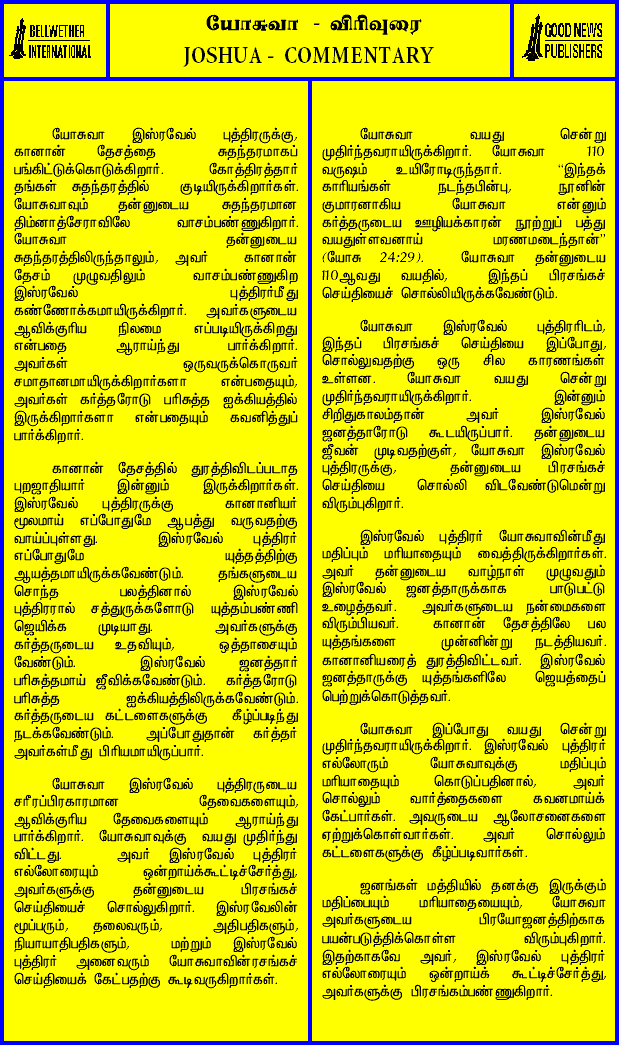 BELLWETHER
INTERNATIONAL
யோசுவா - விரிவுரை
JOSHUA - COMMENTARY
GOOD NEWS
PUBLISHERS
யோசுவா இஸ்ரவேல் புத்திரருக்கு,
கானான் தேசத்தை சுதந்தரமாகப்
பங்கிட்டுக்கொடுக்கிறார். கோத்திரத்தார்
தங்கள் சுதந்தரத்தில் குடியிருக்கிறார்கள்.
யோசுவாவும் தன்னுடைய சுதந்தரமான
திம்னாத்சேராவிலே வாசம்பண்ணுகிறார்.
யோசுவா தன்னுடைய
சுதந்தரத்திலிருந்தாலும், அவர் கானான்
தேசம் முழுவதிலும் வாசம்பண்ணுகிற
இஸ்ரவேல் புத்திரர்மீது
கண்ணோக்கமாயிருக்கிறார். அவர்களுடைய
ஆவிக்குரிய நிலமை எப்படியிருக்கிறது
என்பதை ஆராய்ந்து பார்க்கிறார்.
அவர்கள் ஒருவருக்கொருவர்
சமாதானமாயிருக்கிறார்களா என்பதையும்,
அவர்கள் கர்த்தரோடு பரிசுத்த ஐக்கியத்தில்
இருக்கிறார்களா என்பதையும் கவனித்துப்
பார்க்கிறார்.
கானான் தேசத்தில் துரத்திவிடப்படாத
புறஜாதியார் இன்னும் இருக்கிறார்கள்.
இஸ்ரவேல் புத்திரருக்கு கானானியர்
மூலமாய் எப்போதுமே ஆபத்து வருவதற்கு
வாய்ப்புள்ளது. இஸ்ரவேல் புத்திரர்
எப்போதுமே யுத்தத்திற்கு
ஆயத்தமாயிருக்கவேண்டும். தங்களுடைய
சொந்த பலத்தினால் இஸ்ரவேல்
புத்திரரால் சத்துருக்களோடு யுத்தம்பண்ணி
ஜெயிக்க முடியாது. அவர்களுக்கு
கர்த்தருடைய உதவியும், ஒத்தாசையும்
வேண்டும். இஸ்ரவேல் ஜனத்தார்
பரிசுத்தமாய் ஜீவிக்கவேண்டும். கர்த்தரோடு
பரிசுத்த ஐக்கியத்திலிருக்கவேண்டும்.
கர்த்தருடைய கட்டளைகளுக்கு கீழ்ப்படிந்து
நடக்கவேண்டும். அப்போதுதான் கர்த்தர்
அவர்கள்மீது பிரியமாயிருப்பார்.
யோசுவா இஸ்ரவேல் புத்திரருடைய
சரீரப்பிரகாரமான தேவைகளையும்,
ஆவிக்குரிய தேவைகளையும் ஆராய்ந்து
பார்க்கிறார். யோசுவாவுக்கு வயது முதிர்ந்து
விட்டது. அவர் இஸ்ரவேல் புத்திரர்
எல்லோரையும் ஒன்றாய்க்கூட்டிச்சேர்த்து,
அவர்களுக்கு தன்னுடைய பிரசங்கச்
செய்தியைச் சொல்லுகிறார். இஸ்ரவேலின்
மூப்பரும், தலைவரும், அதிபதிகளும்,
நியாயாதிபதிகளும், மற்றும் இஸ்ரவேல்
புத்திரர் அனைவரும் யோசுவாவின்ரசங்கச்
செய்தியைக் கேட்பதற்கு கூடிவருகிறார்கள்.
யோசுவா வயது சென்று
முதிர்ந்தவராயிருக்கிறார். யோசுவா 110
வருஷம் உயிரோடிருந்தார். "இந்தக்
காரியங்கள் நடந்தபின்பு, நூனின்
குமாரனாகிய யோசுவா என்னும்
கர்த்தருடைய ஊழியக்காரன் நூற்றுப் பத்து
வயதுள்ளவனாய் மரணமடைந்தான்"
(யோசு 24:29). யோசுவா தன்னுடைய
110ஆவது வயதில், இந்தப் பிரசங்கச்
செய்தியைச் சொல்லியிருக்கவேண்டும்.
யோசுவா இஸ்ரவேல் புத்திரரிடம்,
இந்தப் பிரசங்கச் செய்தியை இப்போது,
சொல்லுவதற்கு ஒரு சில காரணங்கள்
உள்ளன. யோசுவா வயது சென்று
முதிர்ந்தவராயிருக்கிறார். இன்னும்
சிறிதுகாலம்தான் அவர் இஸ்ரவேல்
ஜனத்தாரோடு கூடயிருப்பார். தன்னுடைய
ஜீவன் முடிவதற்குள், யோசுவா இஸ்ரவேல்
புத்திரருக்கு, தன்னுடைய பிரசங்கச்
செய்தியை சொல்லி விடவேண்டுமென்று
விரும்புகிறார்.
இஸ்ரவேல் புத்திரர் யோசுவாவின்மீது
மதிப்பும் மரியாதையும் வைத்திருக்கிறார்கள்.
அவர் தன்னுடைய வாழ்நாள் முழுவதும்
இஸ்ரவேல் ஜனத்தாருக்காக பாடுபட்டு
உழைத்தவர். அவர்களுடைய நன்மைகளை
விரும்பியவர். கானான் தேசத்திலே பல
யுத்தங்களை முன்னின்று நடத்தியவர்.
கானானியரைத் துரத்திவிட்டவர். இஸ்ரவேல்
ஜனத்தாருக்கு யுத்தங்களிலே ஜெயத்தைப்
பெற்றுக்கொடுத்தவர்.
யோசுவா இப்போது வயது சென்று
முதிர்ந்தவராயிருக்கிறார். இஸ்ரவேல் புத்திரர்
எல்லோரும் யோசுவாவுக்கு மதிப்பும்
மரியாதையும் கொடுப்பதினால், அவர்
சொல்லும் வார்த்தைகளை கவனமாய்க்
கேட்பார்கள். அவருடைய ஆலோசனைகளை
ஏற்றுக்கொள்வார்கள். அவர் சொல்லும்
கட்டளைகளுக்கு கீழ்ப்படிவார்கள்.
ஜனங்கள் மத்தியில் தனக்கு இருக்கும்
மதிப்பையும் மரியாதையையும், யோசுவா
அவர்களுடைய பிரயோஜனத்திற்காக
பயன்படுத்திக்கொள்ள விரும்புகிறார்.
இதற்காகவே அவர், இஸ்ரவேல் புத்திரர்
எல்லோரையும் ஒன்றாய்க் கூட்டிச்சேர்த்து,
அவர்களுக்கு பிரசங்கம்பண்ணுகிறார்.